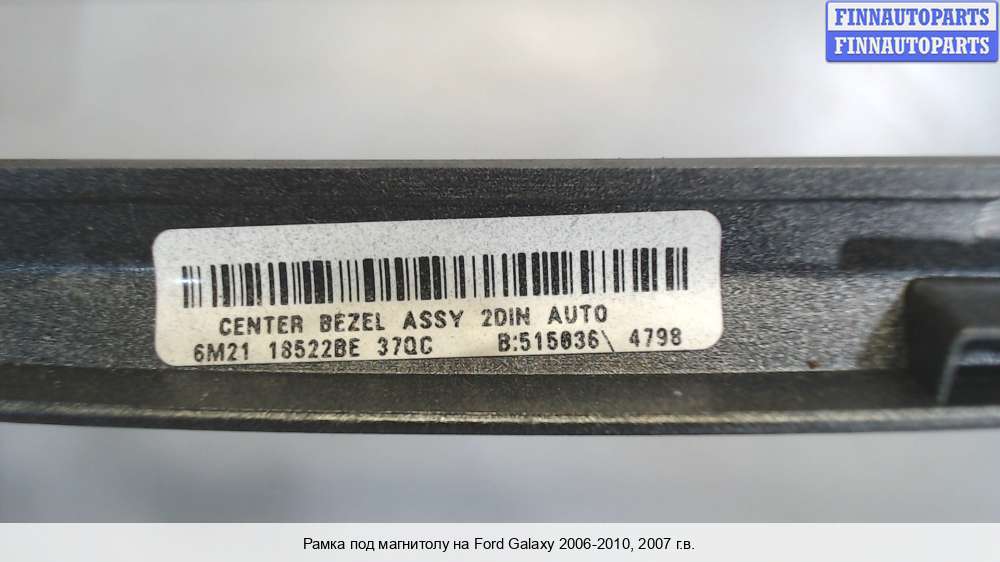 FINNAUTOPARTS
FINNAUTOPARTS
CENTER BEZEL ASSY 2DIN AUTO
6M21 18522BE 37QC B:515036\ 4798
Рамка под магнитолу на Ford Galaxy 2006-2010, 2007 г.в.